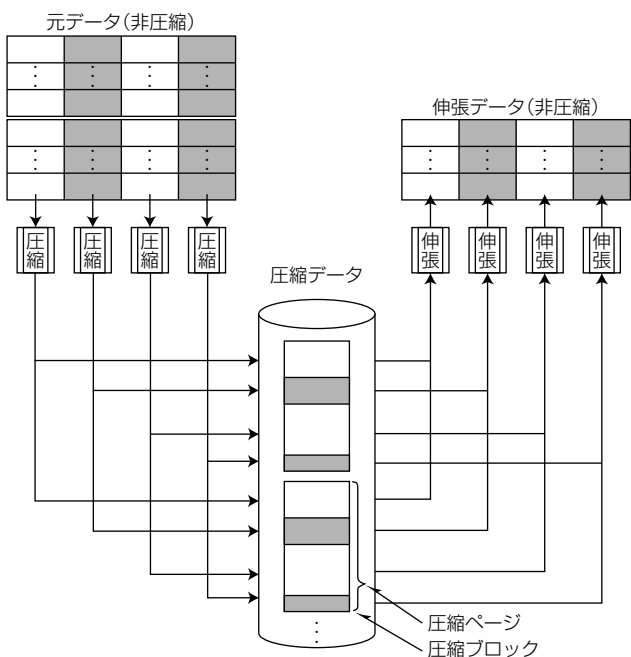 元データ(非圧縮)
伸張データ(非圧縮)
圧縮
圧縮
圧縮
圧縮
伸張
伸張
伸張
伸張
圧縮データ
圧縮ページ
圧縮ブロック